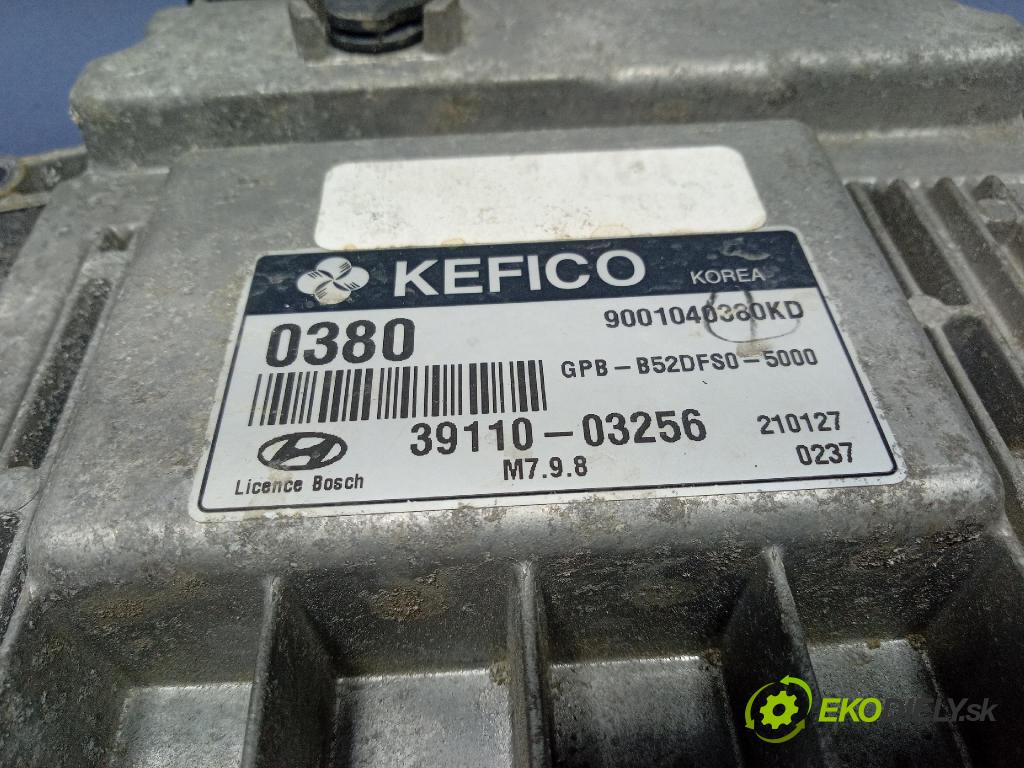 KEFICO KOREA
0380 9001040380KD
GPB-B52DFS0-5000
39110-03256 210127
Licence Bosch M7.9.8 0237
EKODIELY.sk